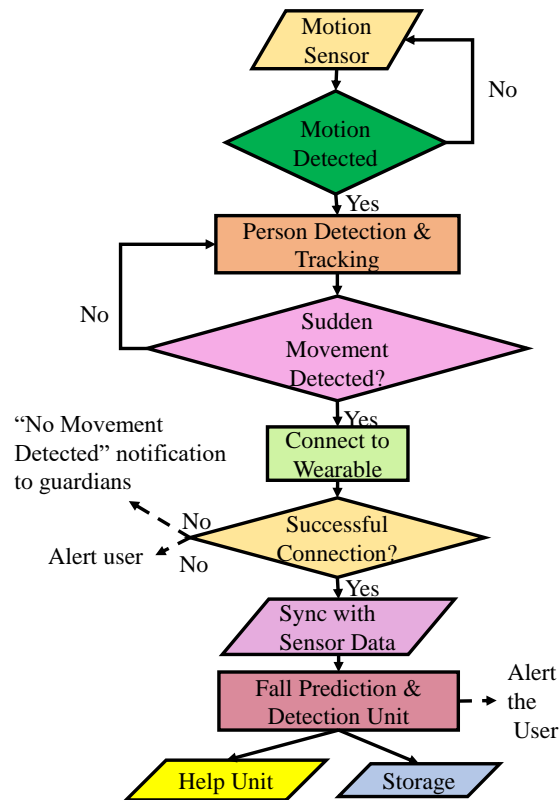 Motion
Sensor
No
Motion
Detected
Yes
Person Detection &
Tracking
No
Sudden
Movement
Detected?
Yes
“No Movement
Detected” notification
to guardians
Connect to
Wearable
No
Successful
Connection?
Alert user
No
Yes
Sync with
Sensor Data
Fall Prediction &
Detection Unit
Alert
the
User
Help Unit
Storage